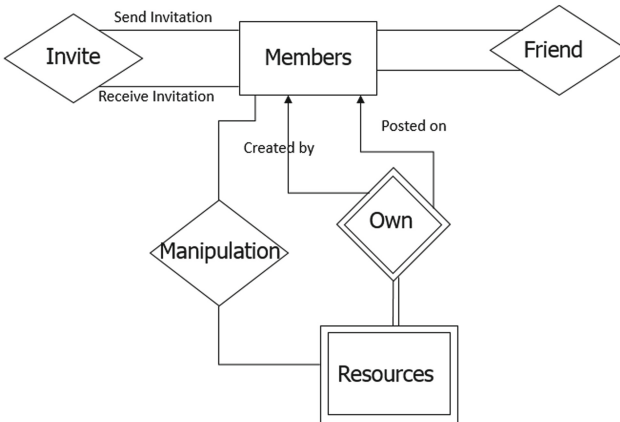 Send Invitation
Invite
Members
Friend
Receive Invitation
Posted on
Created by
Own
Manipulation
Resources